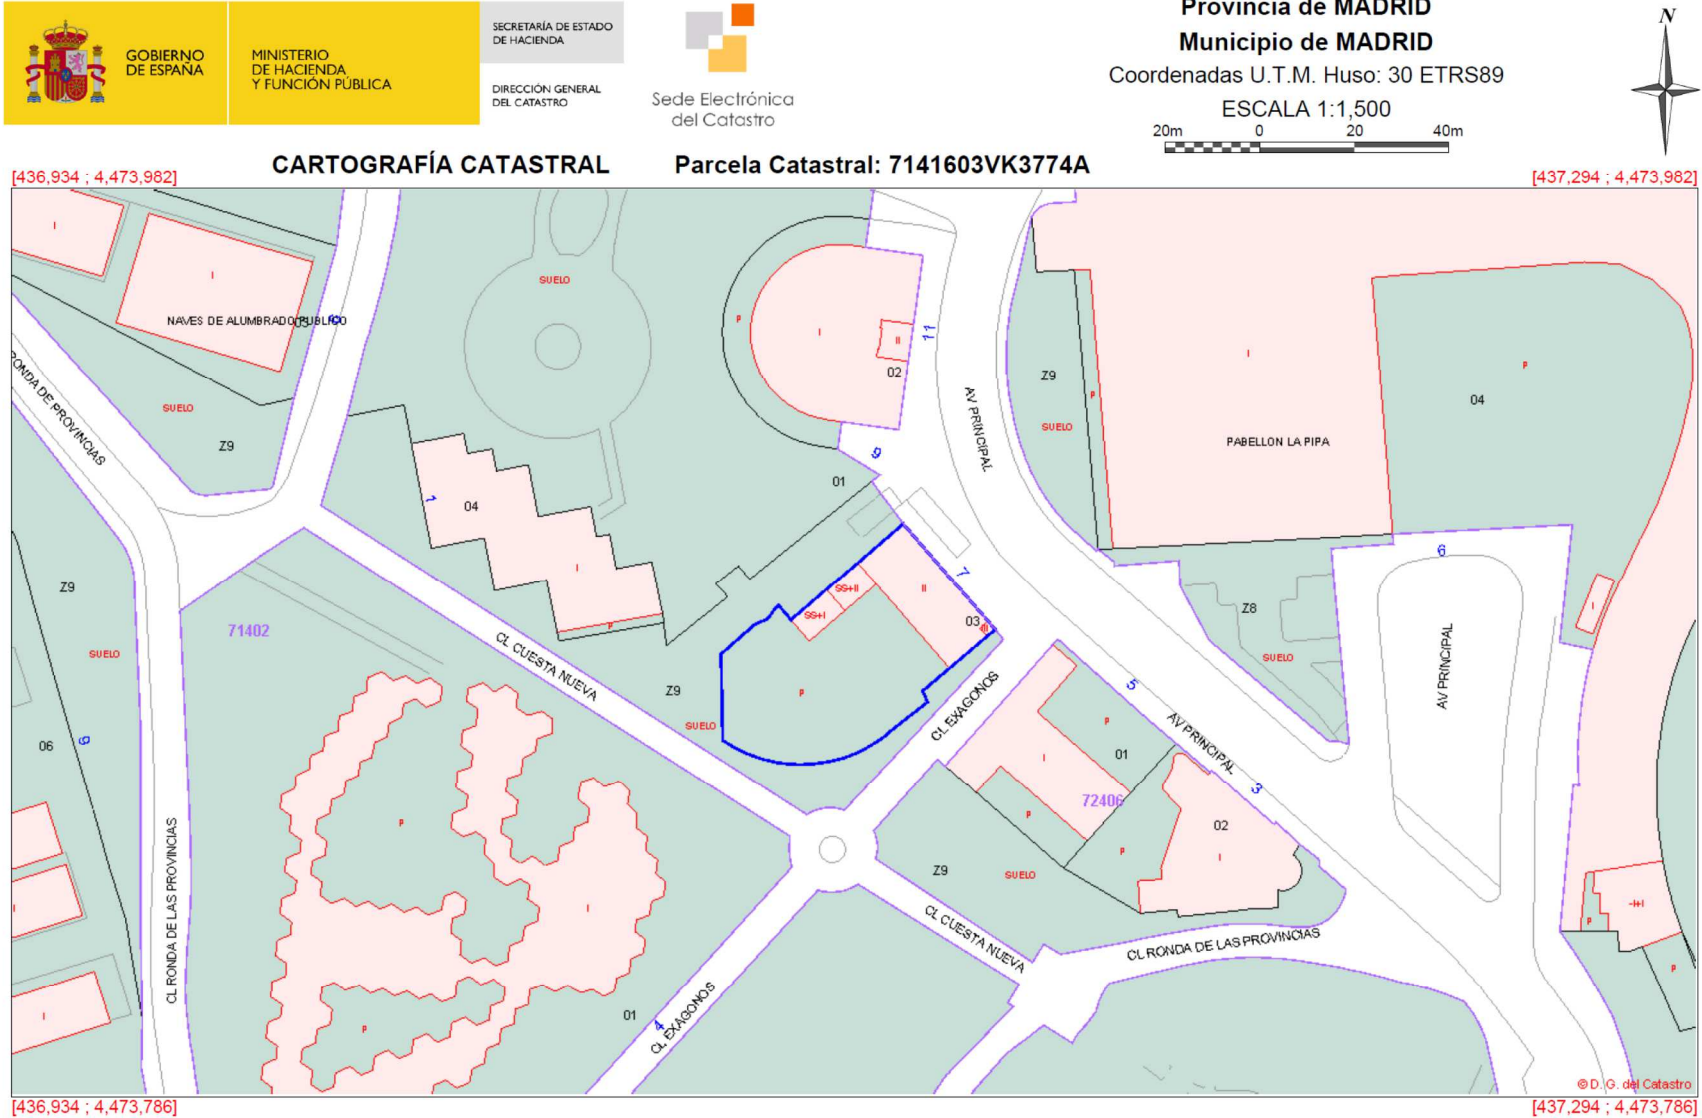 GOBIERNO
DE ESPAÑA
MINISTERIO
DE HACIENDA
Y FUNCIÓN PÚBLICA
SECRETARÍA DE ESTADO
DE HACIENDA
DIRECCIÓN GENERAL
DEL CATASTRO
Sede Electrónica
del Catastro
Provincia de MADRID
Municipio de MADRID
Coordenadas U.T.M. Huso: 30 ETRS89
ESCALA 1:1,500
20m 0 20 40m
N
CARTOGRAFÍA CATASTRAL
Parcela Catastral: 7141603VK3774A
[436,934 ; 4,473,982]
[437,294 ; 4,473,982]
I
I
NAVES DE ALUMBRADO PUBLICO
03
SUELO
Z9
RONDA DE PROVINCIAS
SUELO
P
I
II
02
11
9
01
AV PRINCIPAL
Z9
SUELO
P
I
PABELLON LA PIPA
P
04
6
1
04
I
P
7
SS+II
SS+I
II
03
III
P
Z9
SUELO
CL CUESTA NUEVA
CL EXAGONOS
Z8
SUELO
AV PRINCIPAL
I
Z9
SUELO
06
9
71402
CL RONDA DE LAS PROVINCIAS
P
I
P
01
4
CL EXAGONOS
5
AV PRINCIPAL
3
P
01
I
72406
P
P
02
I
Z9
SUELO
CL CUESTA NUEVA
CL RONDA DE LAS PROVINCIAS
-I+I
P
P
I
I
© D. G. del Catastro
[436,934 ; 4,473,786]
[437,294 ; 4,473,786]